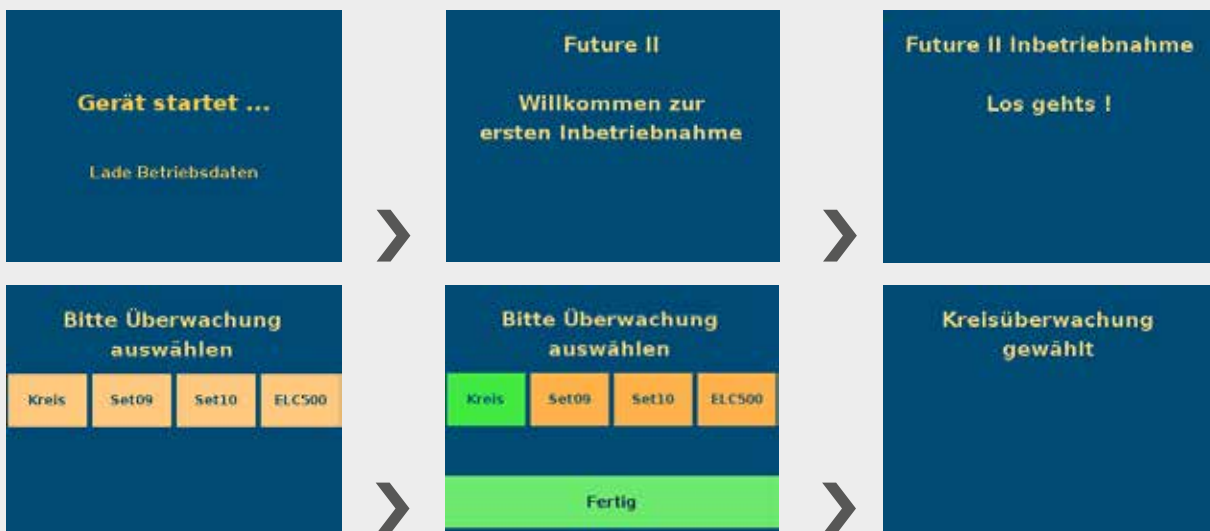 Gerät startet ...
Lade Betriebsdaten
Future II
Willkommen zur
ersten Inbetriebnahme
Future II Inbetriebnahme
Los gehts !
Bitte Überwachung
auswählen
Kreis Set09 Set10 ELC500
Bitte Überwachung
auswählen
Kreis Set09 Set10 ELC500
Fertig
Kreisüberwachung
gewählt